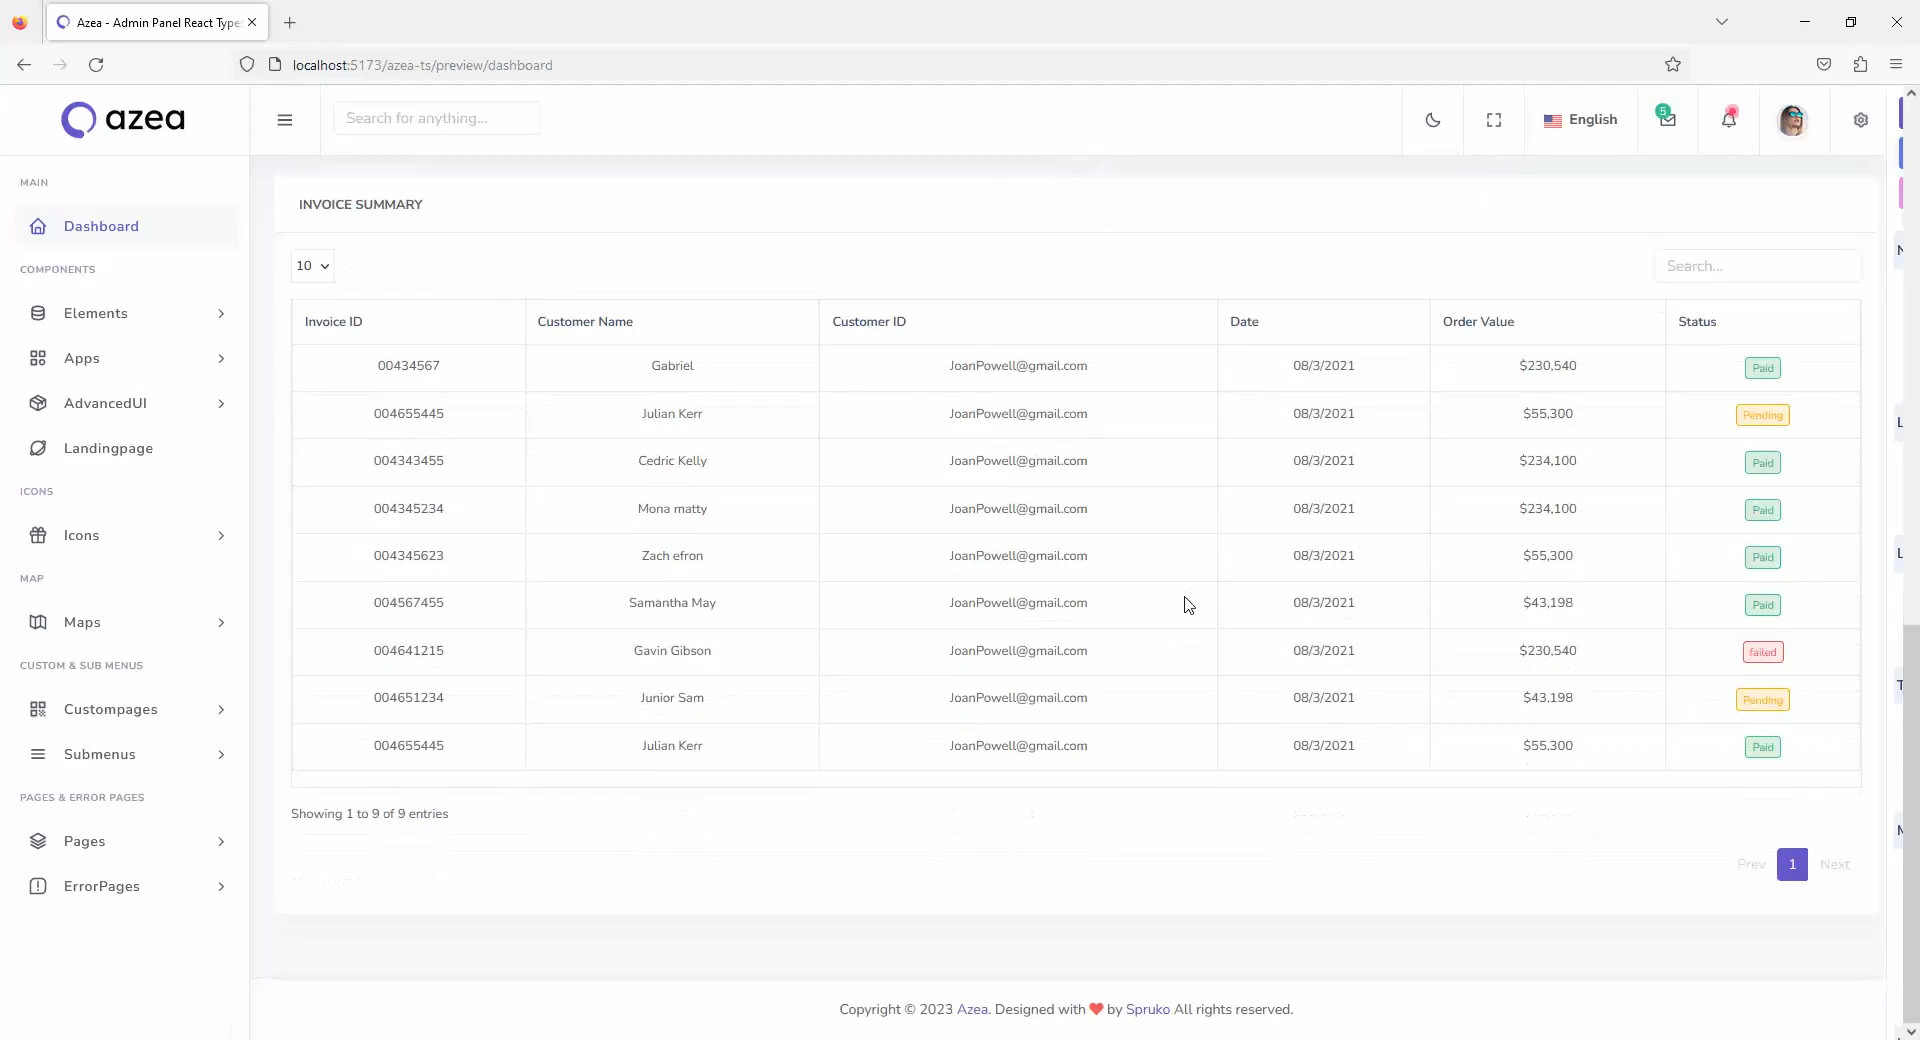 Azea - Admin Panel React Type
localhost:5173/azea-ts/preview/dashboard
azea
Search for anything...
English
5
MAIN
Dashboard
COMPONENTS
Elements
Apps
AdvancedUI
Landingpage
ICONS
Icons
MAP
Maps
CUSTOM & SUB MENUS
Custompages
Submenus
PAGES & ERROR PAGES
Pages
ErrorPages
INVOICE SUMMARY
10
Search...
Invoice ID Customer Name Customer ID Date Order Value Status
00434567 Gabriel JoanPowell@gmail.com 08/3/2021 $230,540 Paid
004655445 Julian Kerr JoanPowell@gmail.com 08/3/2021 $55,300 Pending
004343455 Cedric Kelly JoanPowell@gmail.com 08/3/2021 $234,100 Paid
004345234 Mona matty JoanPowell@gmail.com 08/3/2021 $234,100 Paid
004345623 Zach efron JoanPowell@gmail.com 08/3/2021 $55,300 Paid
004567455 Samantha May JoanPowell@gmail.com 08/3/2021 $43,198 Paid
004641215 Gavin Gibson JoanPowell@gmail.com 08/3/2021 $230,540 failed
004651234 Junior Sam JoanPowell@gmail.com 08/3/2021 $43,198 Pending
004655445 Julian Kerr JoanPowell@gmail.com 08/3/2021 $55,300 Paid
Showing 1 to 9 of 9 entries
Prev 1 Next
Copyright © 2023 Azea. Designed with ❤ by Spruko All rights reserved.